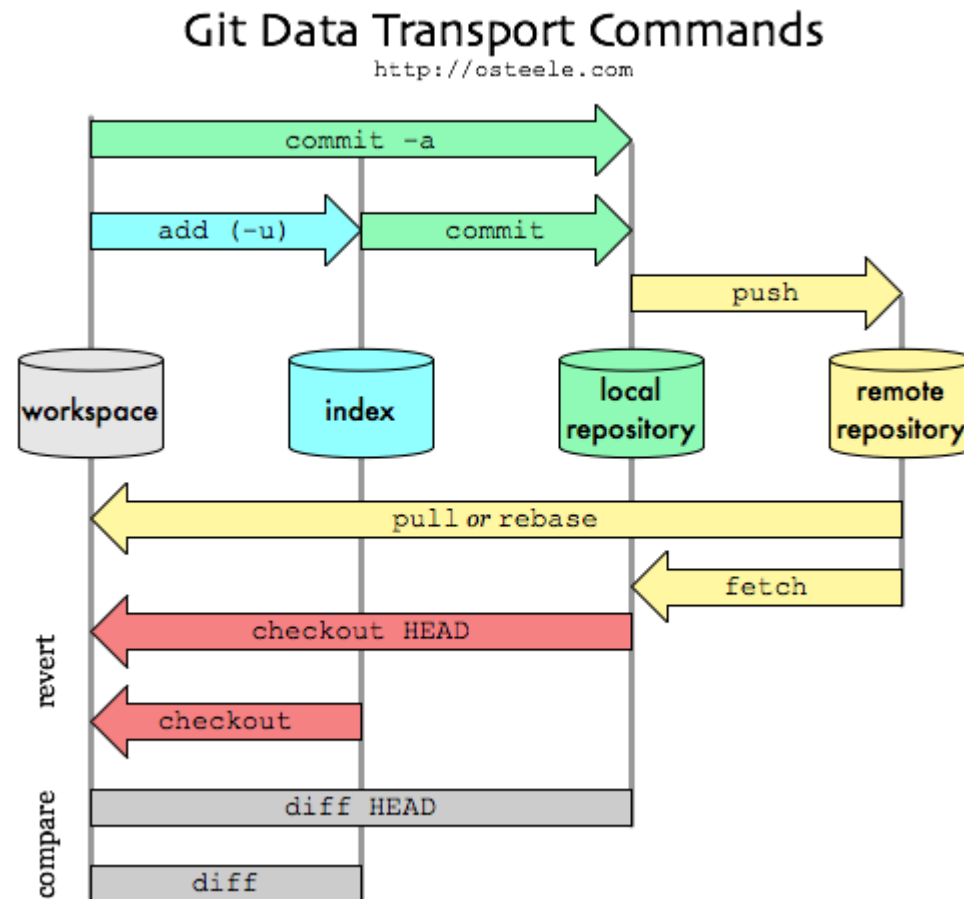 Git Data Transport Commands
http://osteele.com
commit -a
add (-u)
commit
push
workspace
index
local
repository
remote
repository
pull or rebase
fetch
revert
checkout HEAD
checkout
compare
diff HEAD
diff